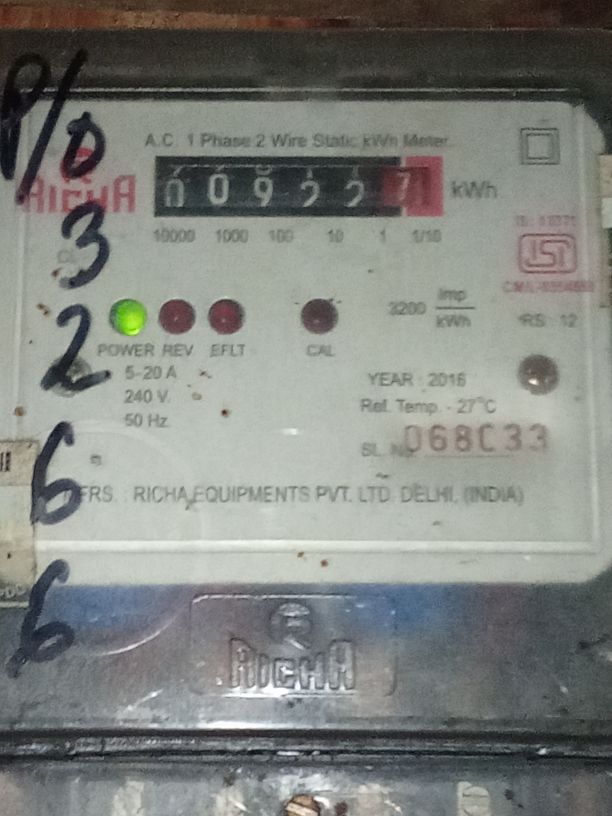 P/0
3
2
6
6
A.C. 1 Phase 2 Wire Static kWh Meter
RICHA
0 0 9 2 2 7 kWh
10000 1000 100 10 1 1/10
3200 Imp/kWh
RS : 12
POWER REV EFLT CAL
5-20 A
240 V.
50 Hz.
YEAR : 2016
Ref. Temp. - 27°C
SL. No. 068C33
MFRS. : RICHA EQUIPMENTS PVT. LTD. DELHI, (INDIA)
RICHA